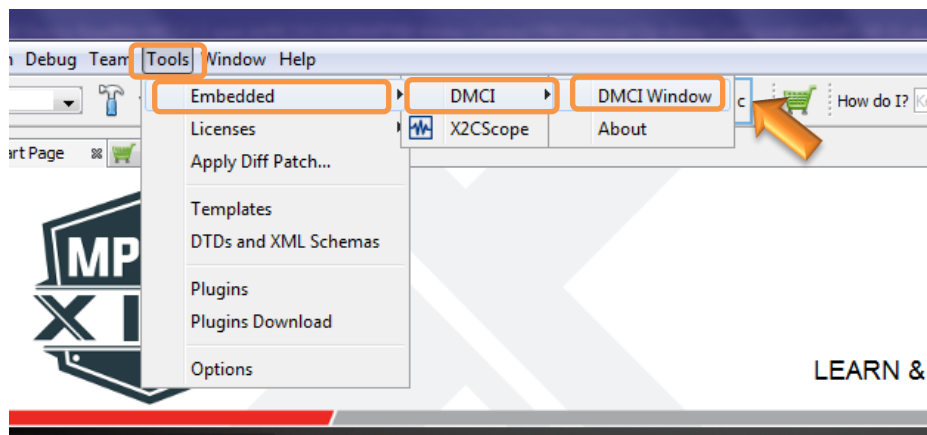 Debug Team Tools Window Help
Embedded DMCI DMCI Window c How do I?
Licenses X2CScope About
art Page
Apply Diff Patch...
Templates
DTDs and XML Schemas
MP
Plugins
X I
Plugins Download
Options
LEARN &